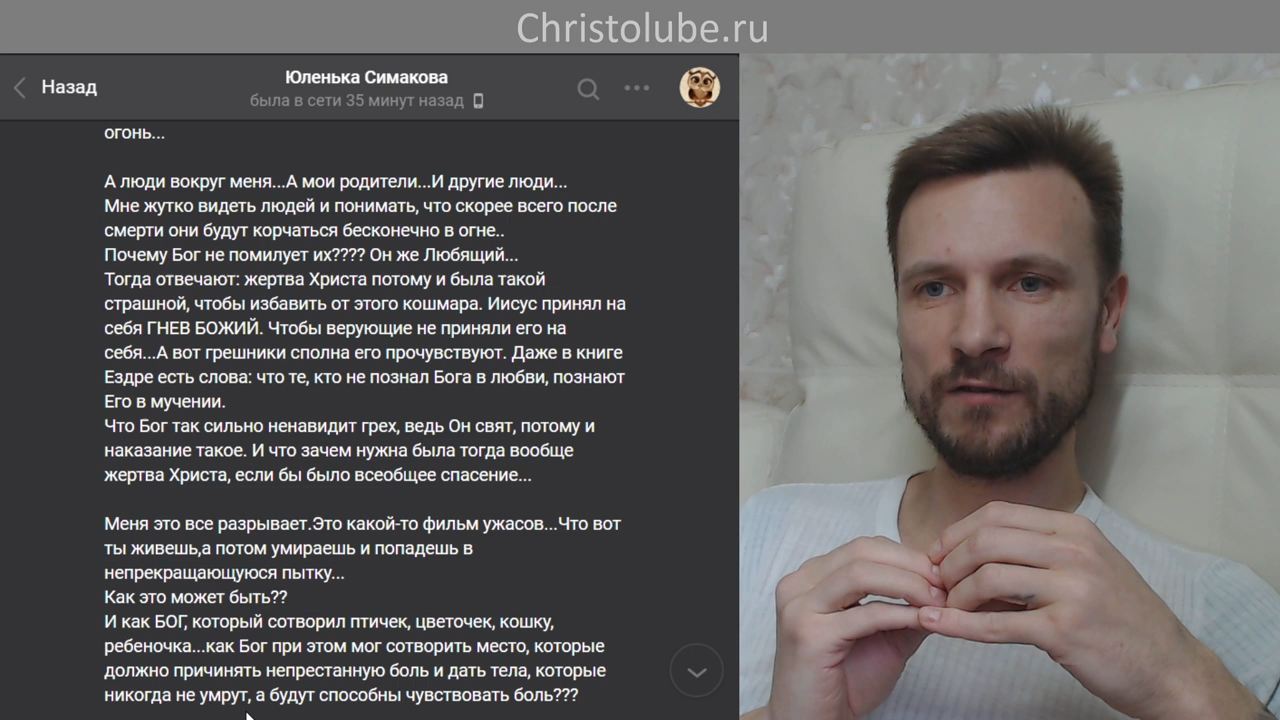 Christolube.ru
Назад
Юленька Симакова
была в сети 35 минут назад
огонь...
А люди вокруг меня...А мои родители...И другие люди...
Мне жутко видеть людей и понимать, что скорее всего после
смерти они будут корчаться бесконечно в огне..
Почему Бог не помилует их???? Он же Любящий...
Тогда отвечают: жертва Христа потому и была такой
страшной, чтобы избавить от этого кошмара. Иисус принял на
себя ГНЕВ БОЖИЙ. Чтобы верующие не приняли его на
себя...А вот грешники сполна его прочувствуют. Даже в книге
Ездре есть слова: что те, кто не познал Бога в любви, познают
Его в мучении.
Что Бог так сильно ненавидит грех, ведь Он свят, потому и
наказание такое. И что зачем нужна была тогда вообще
жертва Христа, если бы было всеобщее спасение...
Меня это все разрывает.Это какой-то фильм ужасов...Что вот
ты живешь,а потом умираешь и попадешь в
непрекращающуюся пытку...
Как это может быть??
И как БОГ, который сотворил птичек, цветочек, кошку,
ребеночка...как Бог при этом мог сотворить место, которые
должно причинять непрестанную боль и дать тела, которые
никогда не умрут, а будут способны чувствовать боль???